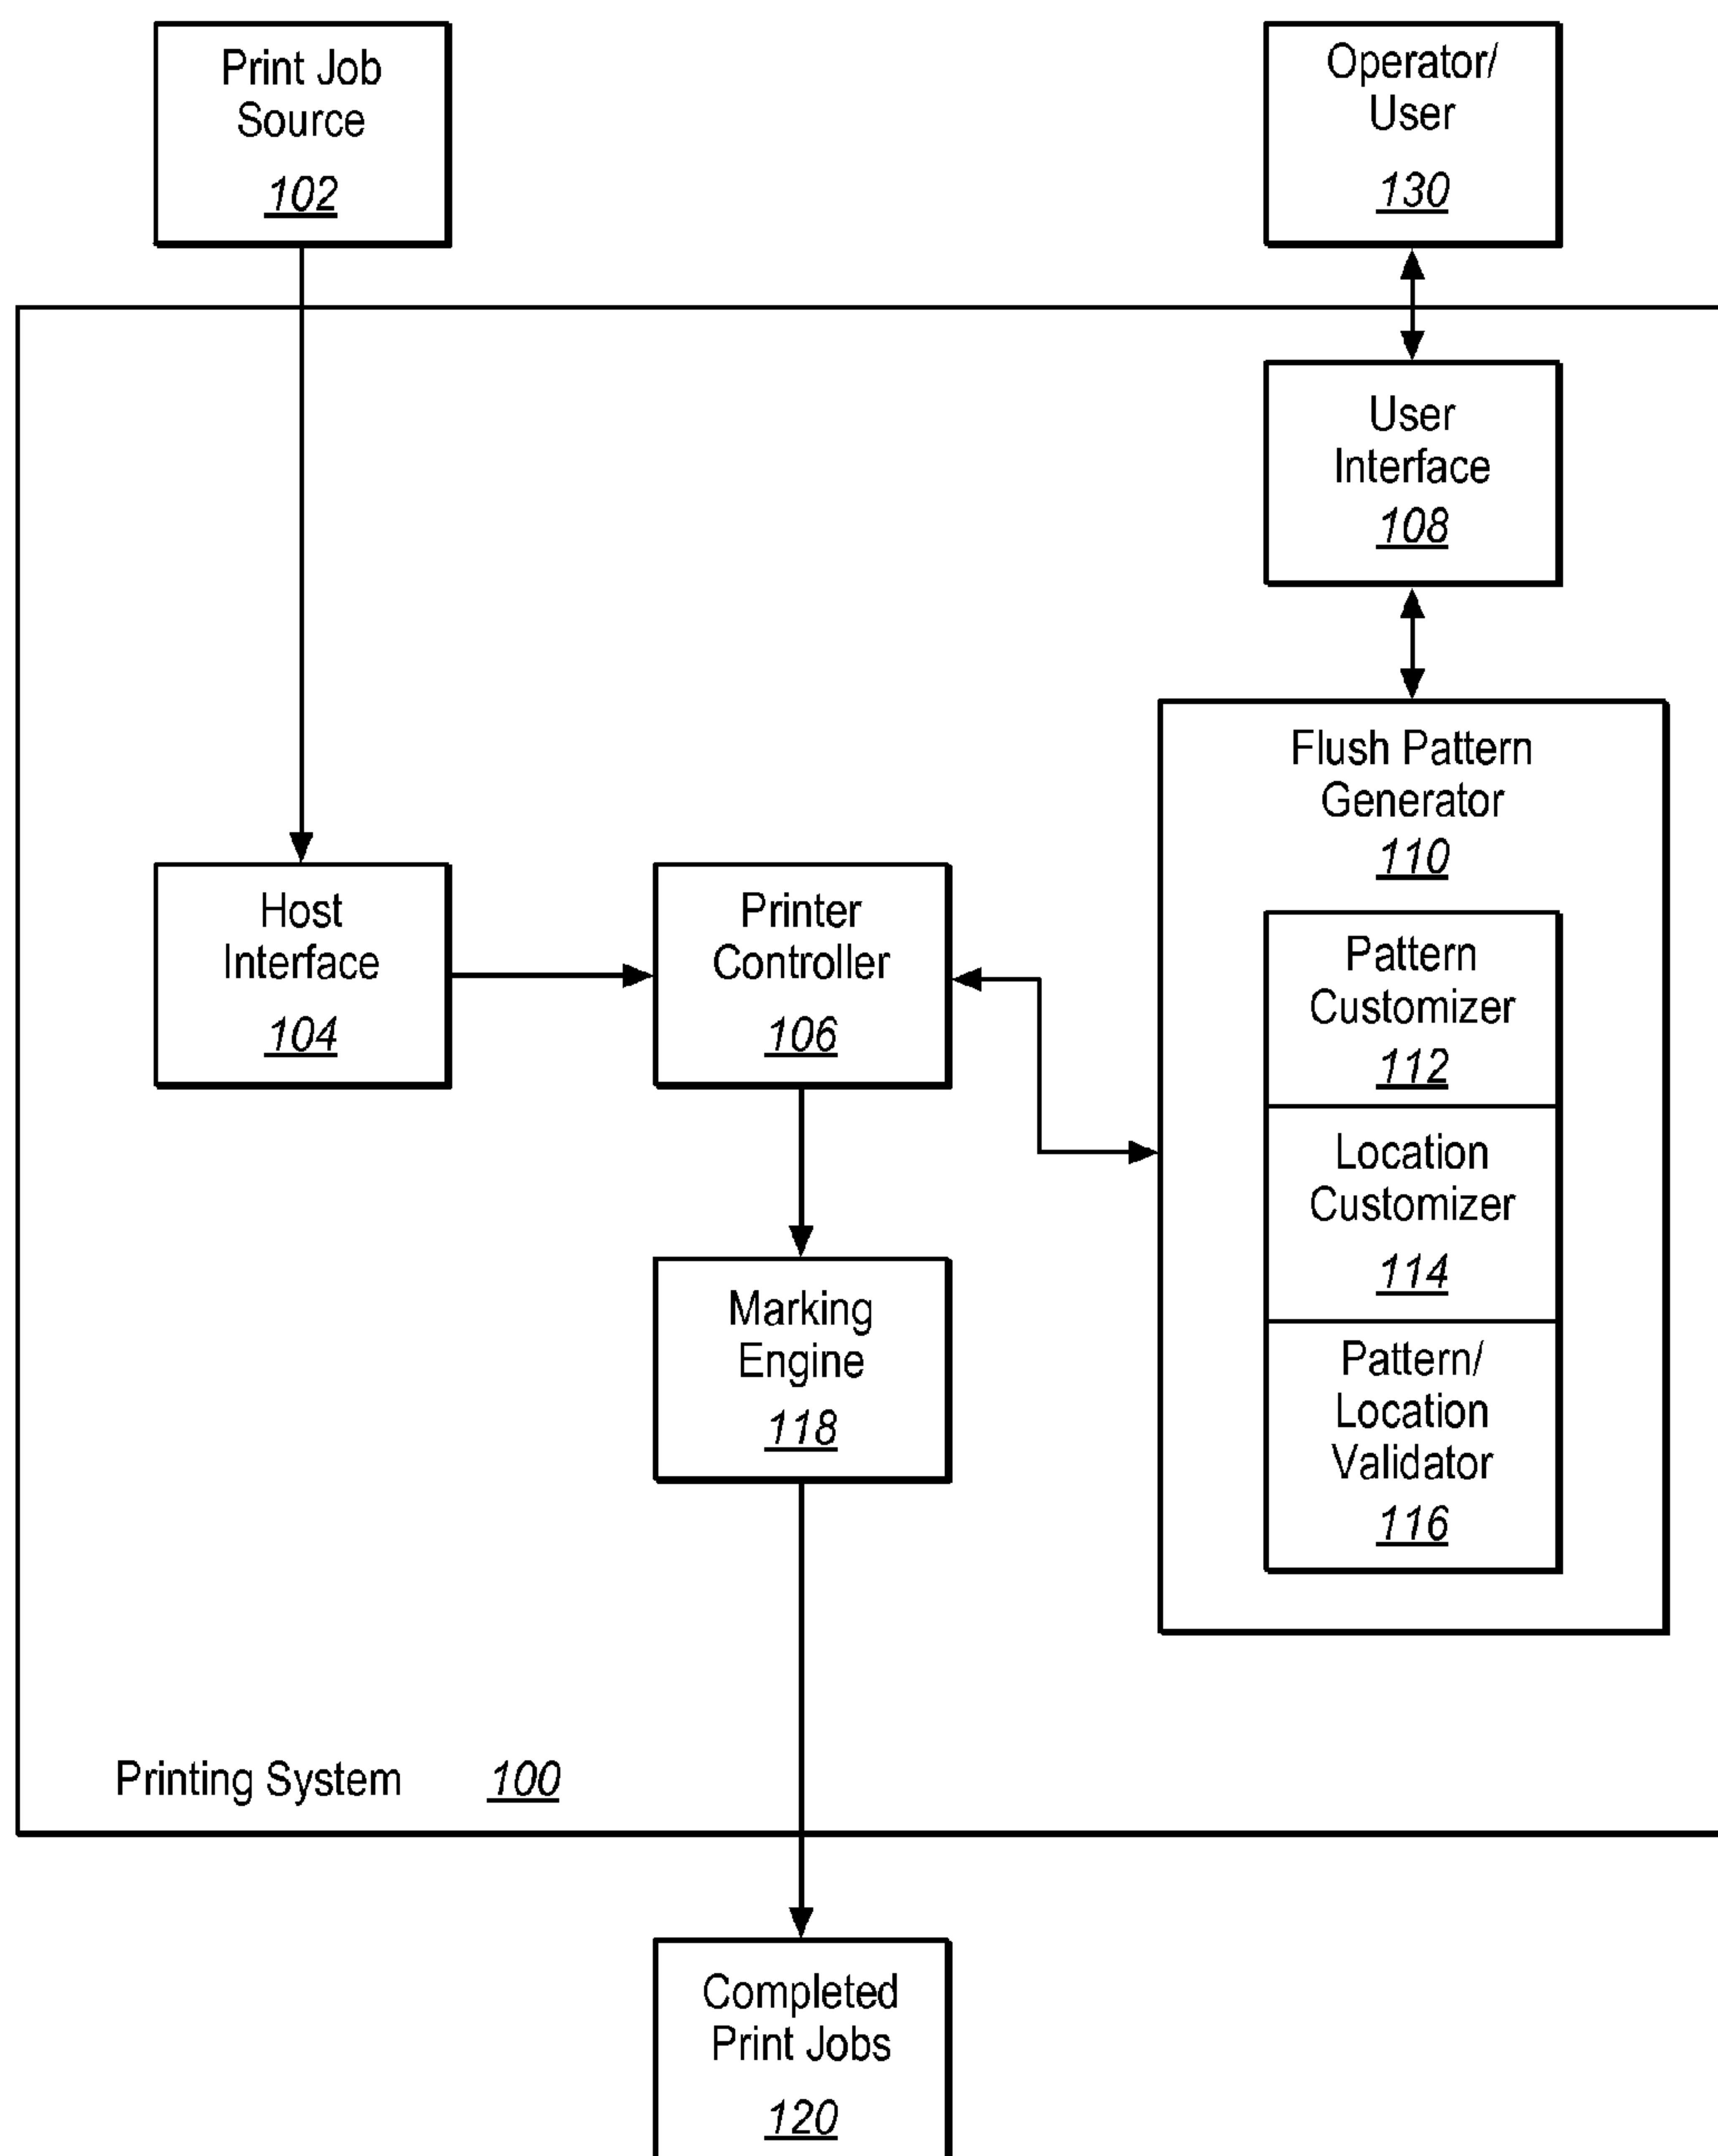 Print Job
Source
102
Operator/
User
130
User
Interface
108
Flush Pattern
Generator
110
Host
Interface
104
Printer
Controller
106
Pattern
Customizer
112
Location
Customizer
114
Pattern/
Location
Validator
116
Marking
Engine
118
Printing System 100
Completed
Print Jobs
120